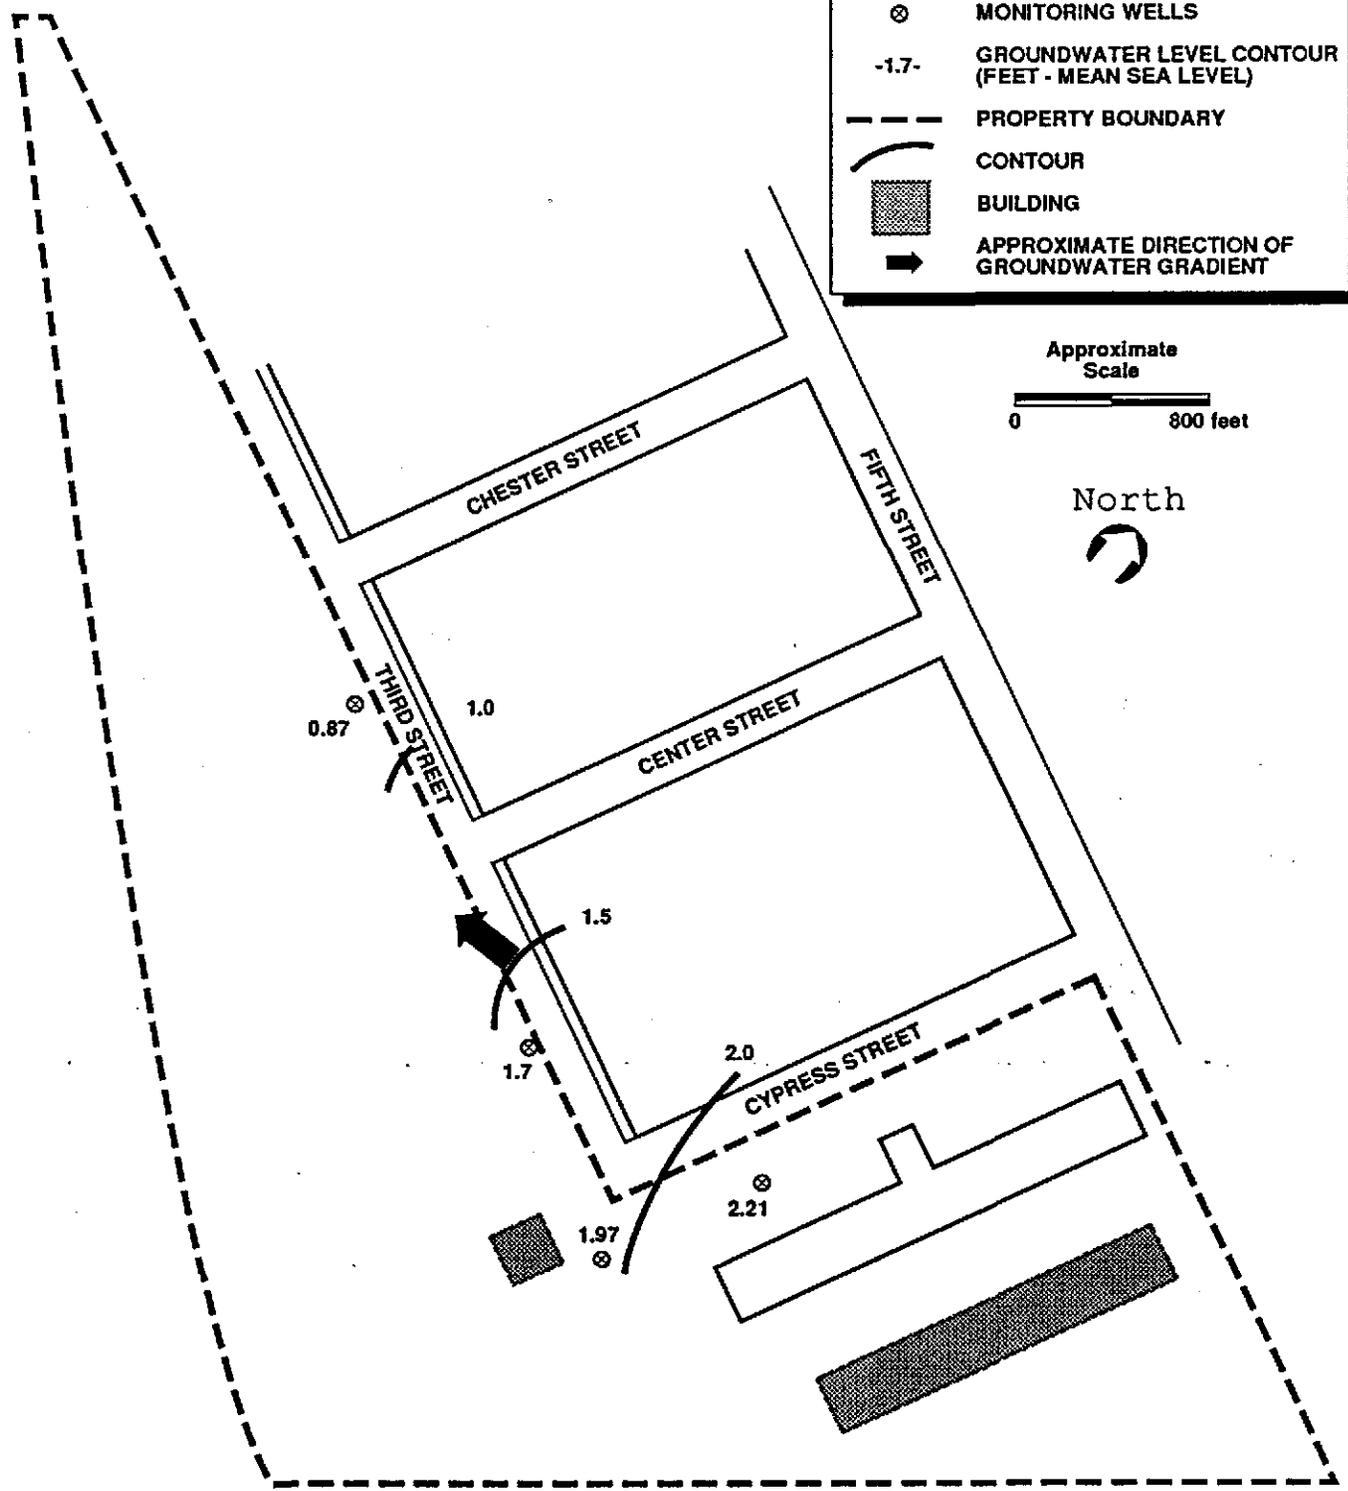 MONITORING WELLS
-1.7-
GROUNDWATER LEVEL CONTOUR
(FEET - MEAN SEA LEVEL)
PROPERTY BOUNDARY
CONTOUR
BUILDING
APPROXIMATE DIRECTION OF
GROUNDWATER GRADIENT
Approximate
Scale
0
800 feet
North
CHESTER STREET
FIFTH STREET
THIRD STREET
1.0
0.87
CENTER STREET
1.5
1.7
2.0
CYPRESS STREET
2.21
1.97